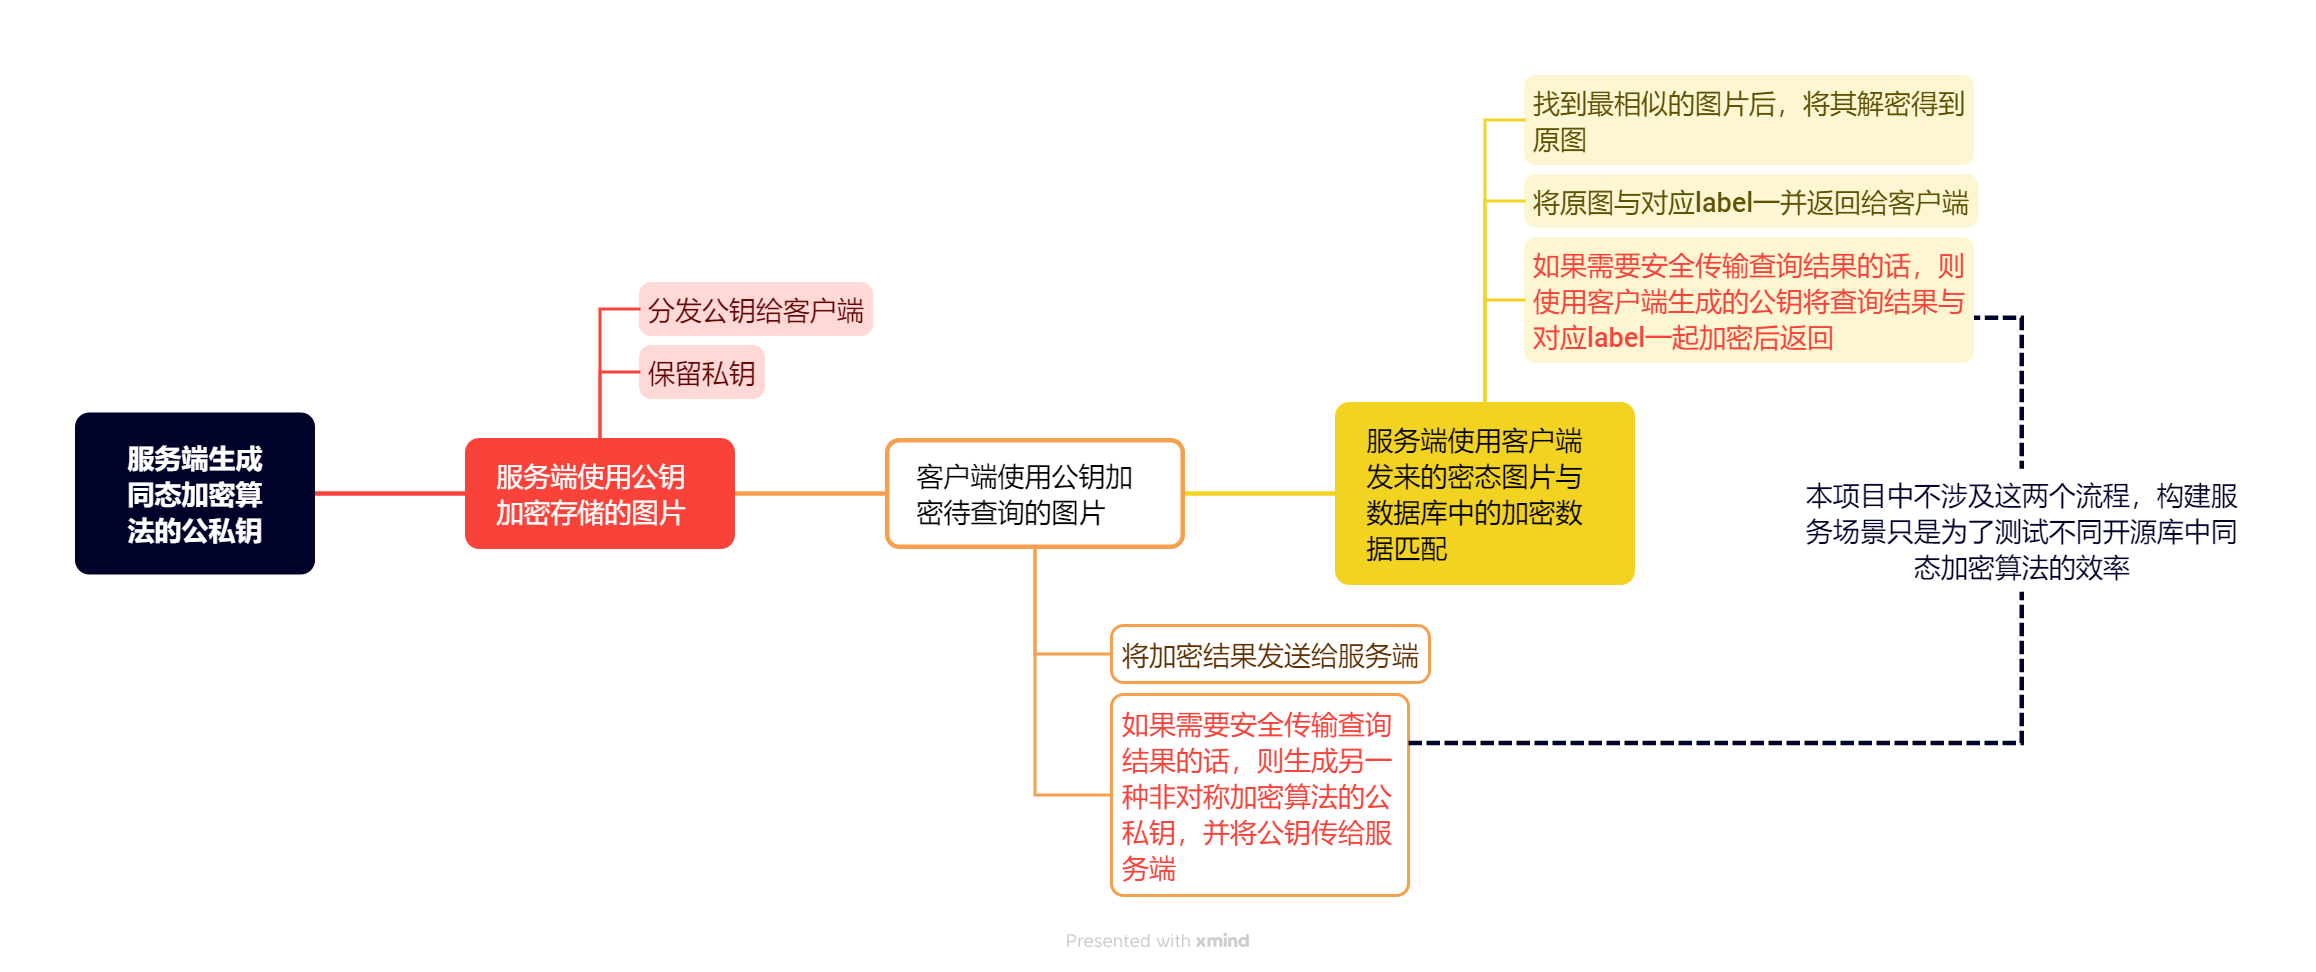 服务端生成
同态加密算
法的公私钥
服务端使用公钥
加密存储的图片
分发公钥给客户端
保留私钥
客户端使用公钥加
密待查询的图片
将加密结果发送给服务端
如果需要安全传输查询
结果的话，则生成另一
种非对称加密算法的公
私钥，并将公钥传给服
务端
服务端使用客户端
发来的密态图片与
数据库中的加密数
据匹配
找到最相似的图片后，将其解密得到
原图
将原图与对应label一并返回给客户端
如果需要安全传输查询结果的话，则
使用客户端生成的公钥将查询结果与
对应label一起加密后返回
本项目中不涉及这两个流程，构建服
务场景只是为了测试不同开源库中同
态加密算法的效率
Presented with xmind